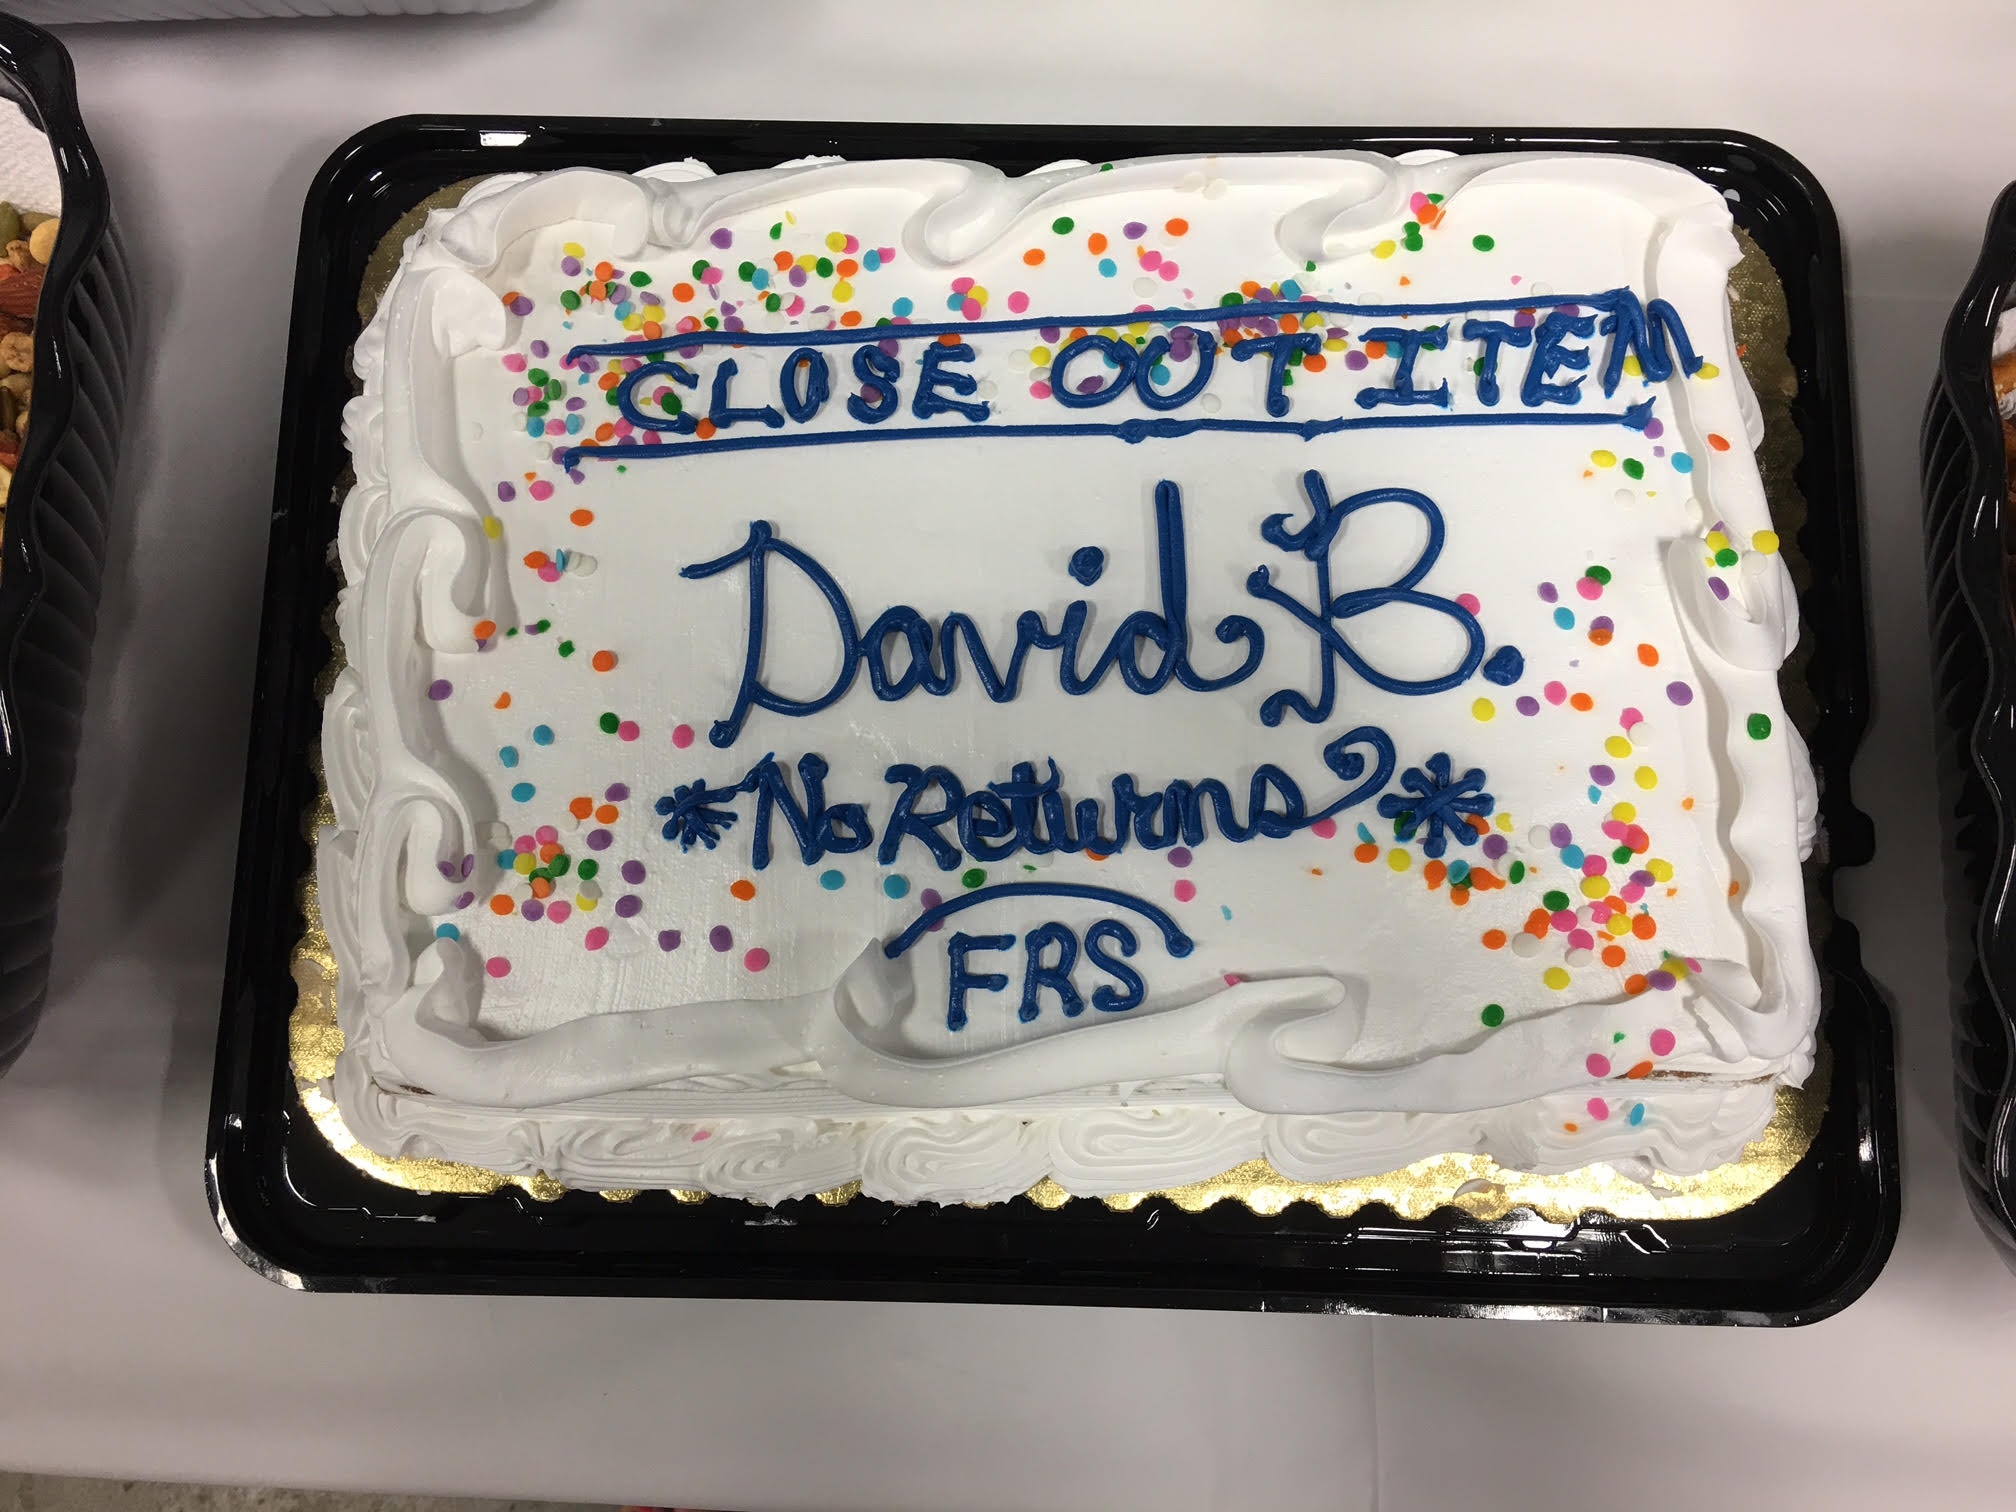 CLOSE OUT ITEM
David B.
*No Returns*
FRS